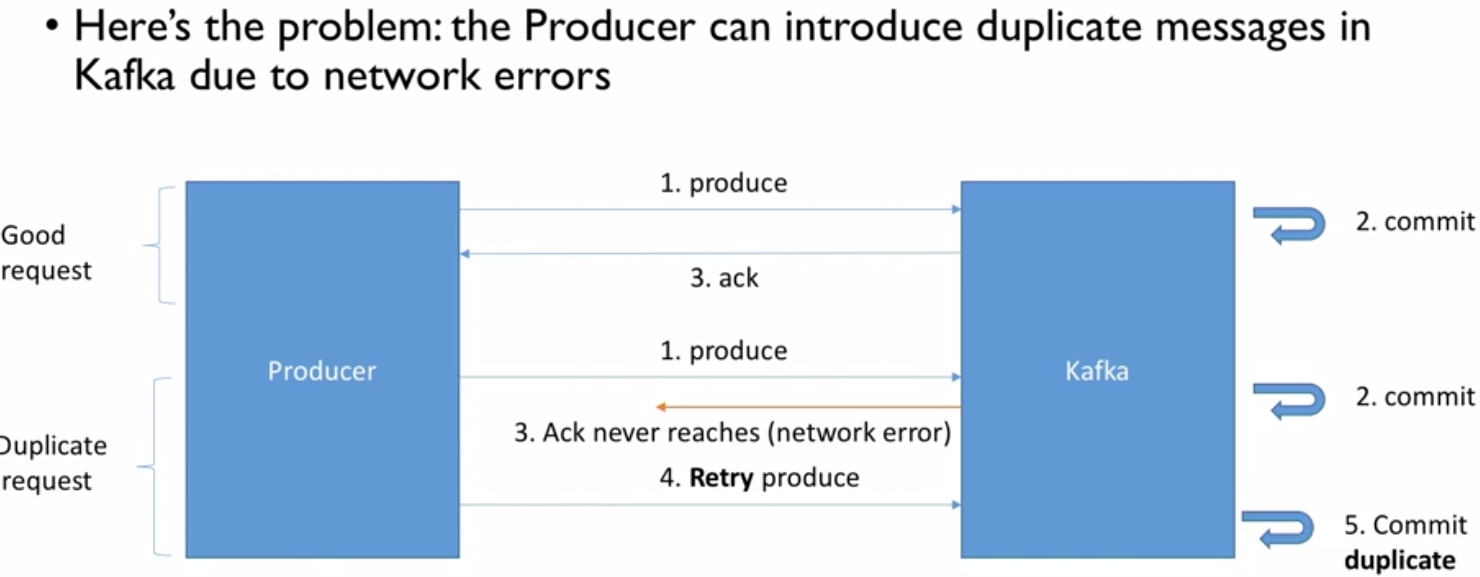 • Here's the problem: the Producer can introduce duplicate messages in
Kafka due to network errors
Good
request
Producer
1. produce
3. ack
Kafka
2. commit
Duplicate
request
1. produce
3. Ack never reaches (network error)
4. Retry produce
2. commit
5. Commit
duplicate